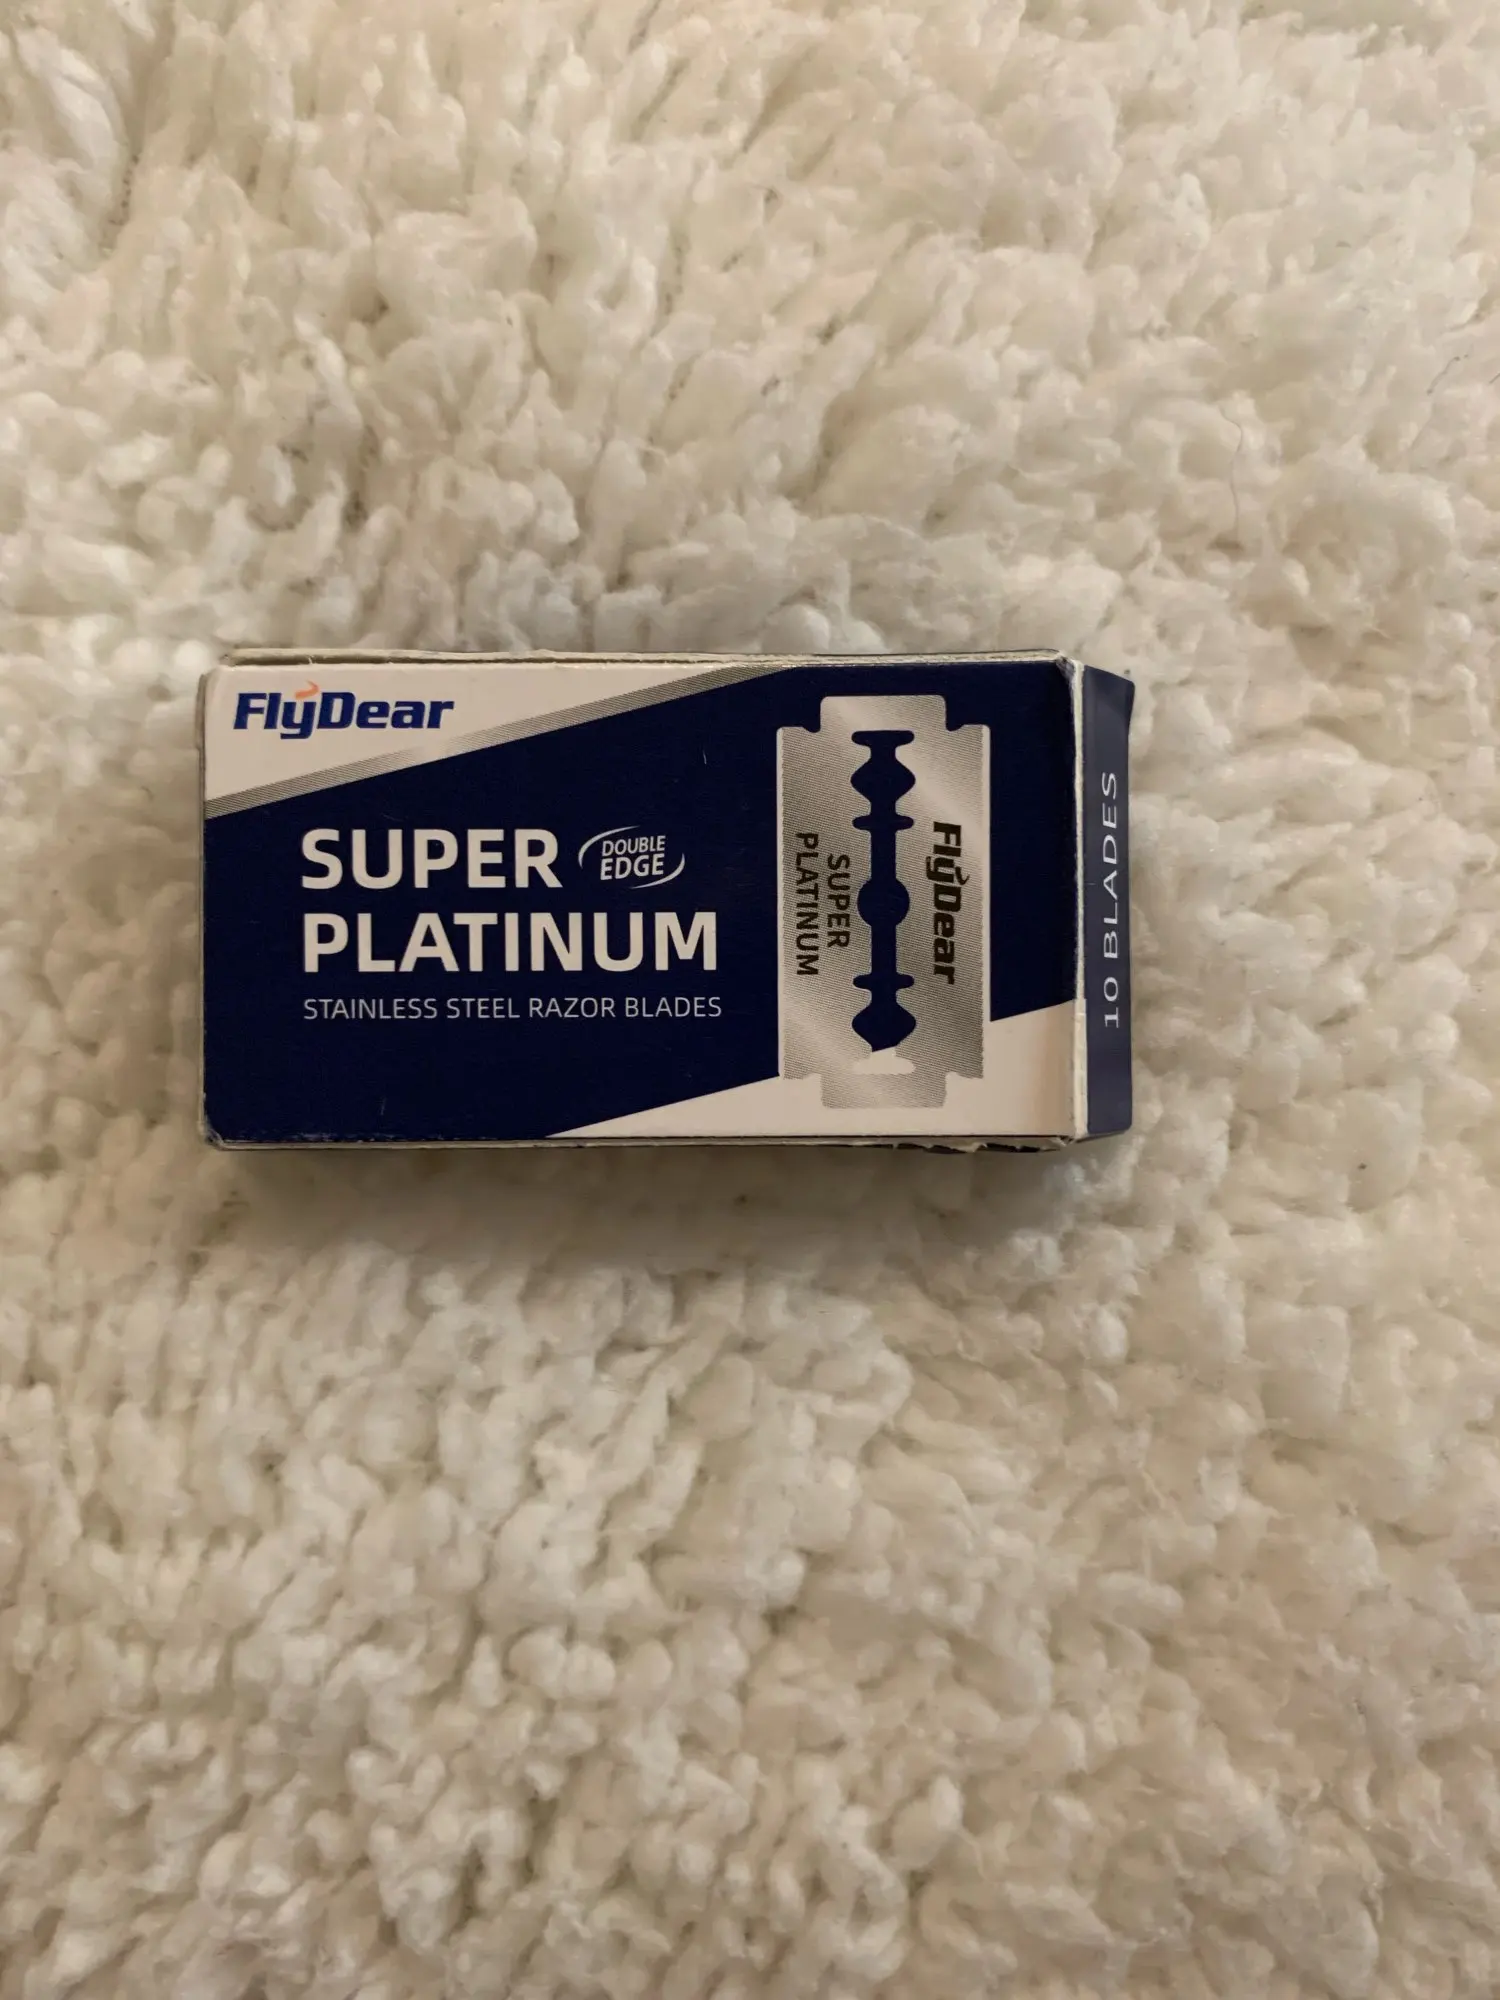 FlyDear
SUPER
PLATINUM
DOUBLE
EDGE
STAINLESS STEEL RAZOR BLADES
FlyDear
SUPER
PLATINUM
10 BLADES